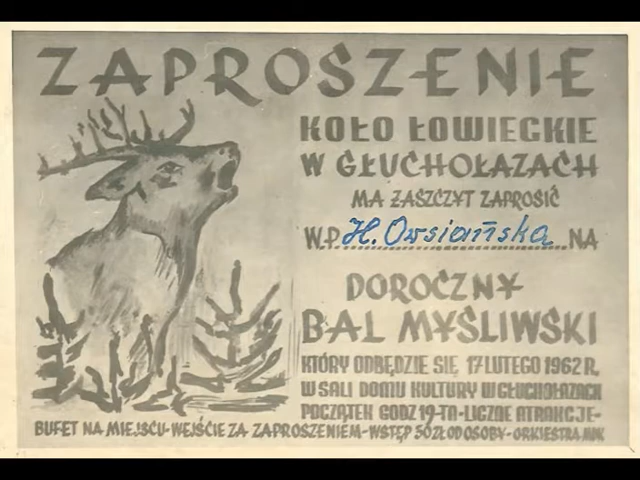 ZAPROSZENIE
KOŁO ŁOWIECKIE
W GŁUCHOŁAZACH
MA ZASZCZYT ZAPROSIĆ
W.P. H. Owsiańska NA
DOROCZNY
BAL MYŚLIWSKI
KTÓRY ODBĘDZIE SIĘ 17 LUTEGO 1962 R.
W SALI DOMU KULTURY W GŁUCHOŁAZACH
POCZĄTEK GODZ 19-TA - LICZNE ATRAKCJE -
BUFET NA MIEJSCU - WEJŚCIE ZA ZAPROSZENIEM - WSTĘP 50 ZŁ OD OSOBY - ORKIESTRA